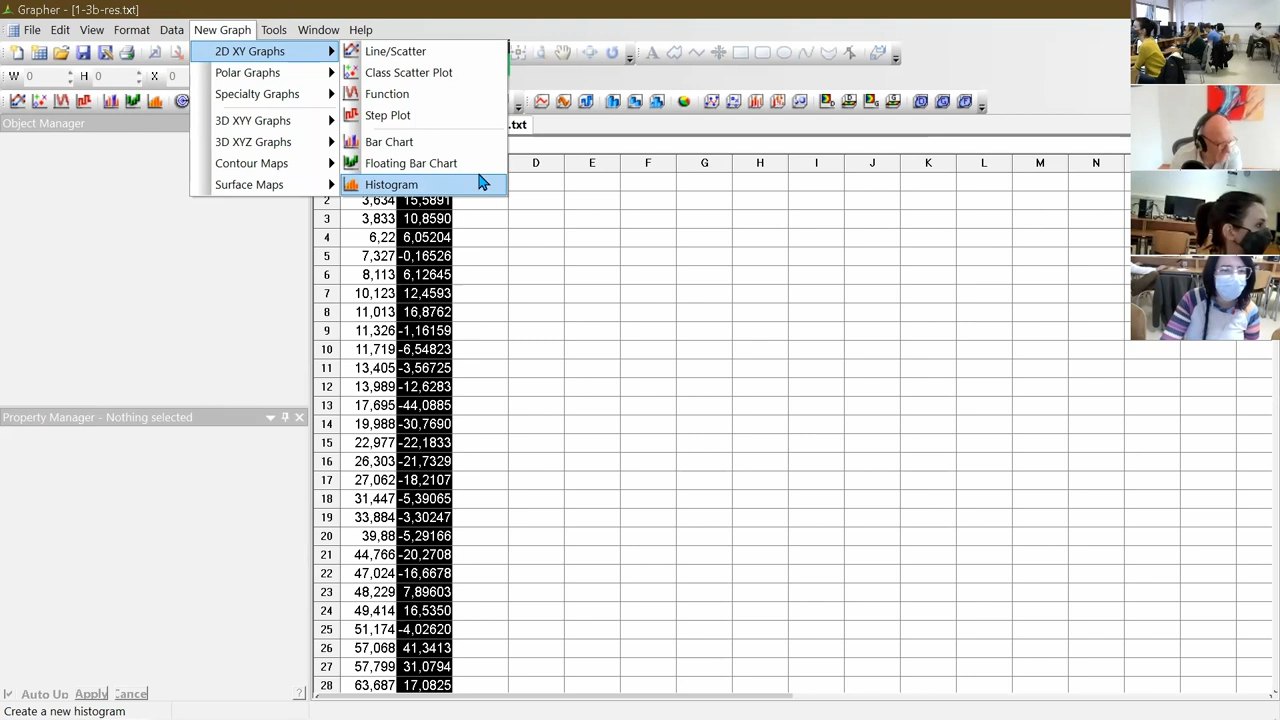 Grapher - [1-3b-res.txt]
File Edit View Format Data New Graph Tools Window Help
2D XY Graphs
Polar Graphs
Specialty Graphs
3D XYY Graphs
3D XYZ Graphs
Contour Maps
Surface Maps
Line/Scatter
Class Scatter Plot
Function
Step Plot
Bar Chart
Floating Bar Chart
Histogram
W 0 H 0 X 0
Object Manager
.txt
D E F G H I J K L M N
2 3,634 15,5891
3 3,833 10,8590
4 6,22 6,05204
5 7,327 -0,16526
6 8,113 6,12645
7 10,123 12,4593
8 11,013 16,8762
9 11,326 -1,16159
10 11,719 -6,54823
11 13,405 -3,56725
12 13,989 -12,6283
13 17,695 -44,0885
14 19,988 -30,7690
15 22,977 -22,1833
16 26,303 -21,7329
17 27,062 -18,2107
18 31,447 -5,39065
19 33,884 -3,30247
20 39,88 -5,29166
21 44,766 -20,2708
22 47,024 -16,6678
23 48,229 7,89603
24 49,414 16,5350
25 51,174 -4,02620
26 57,068 41,3413
27 57,799 31,0794
28 63,687 17,0825
Property Manager - Nothing selected
Auto Up Apply Cance ?
Create a new histogram